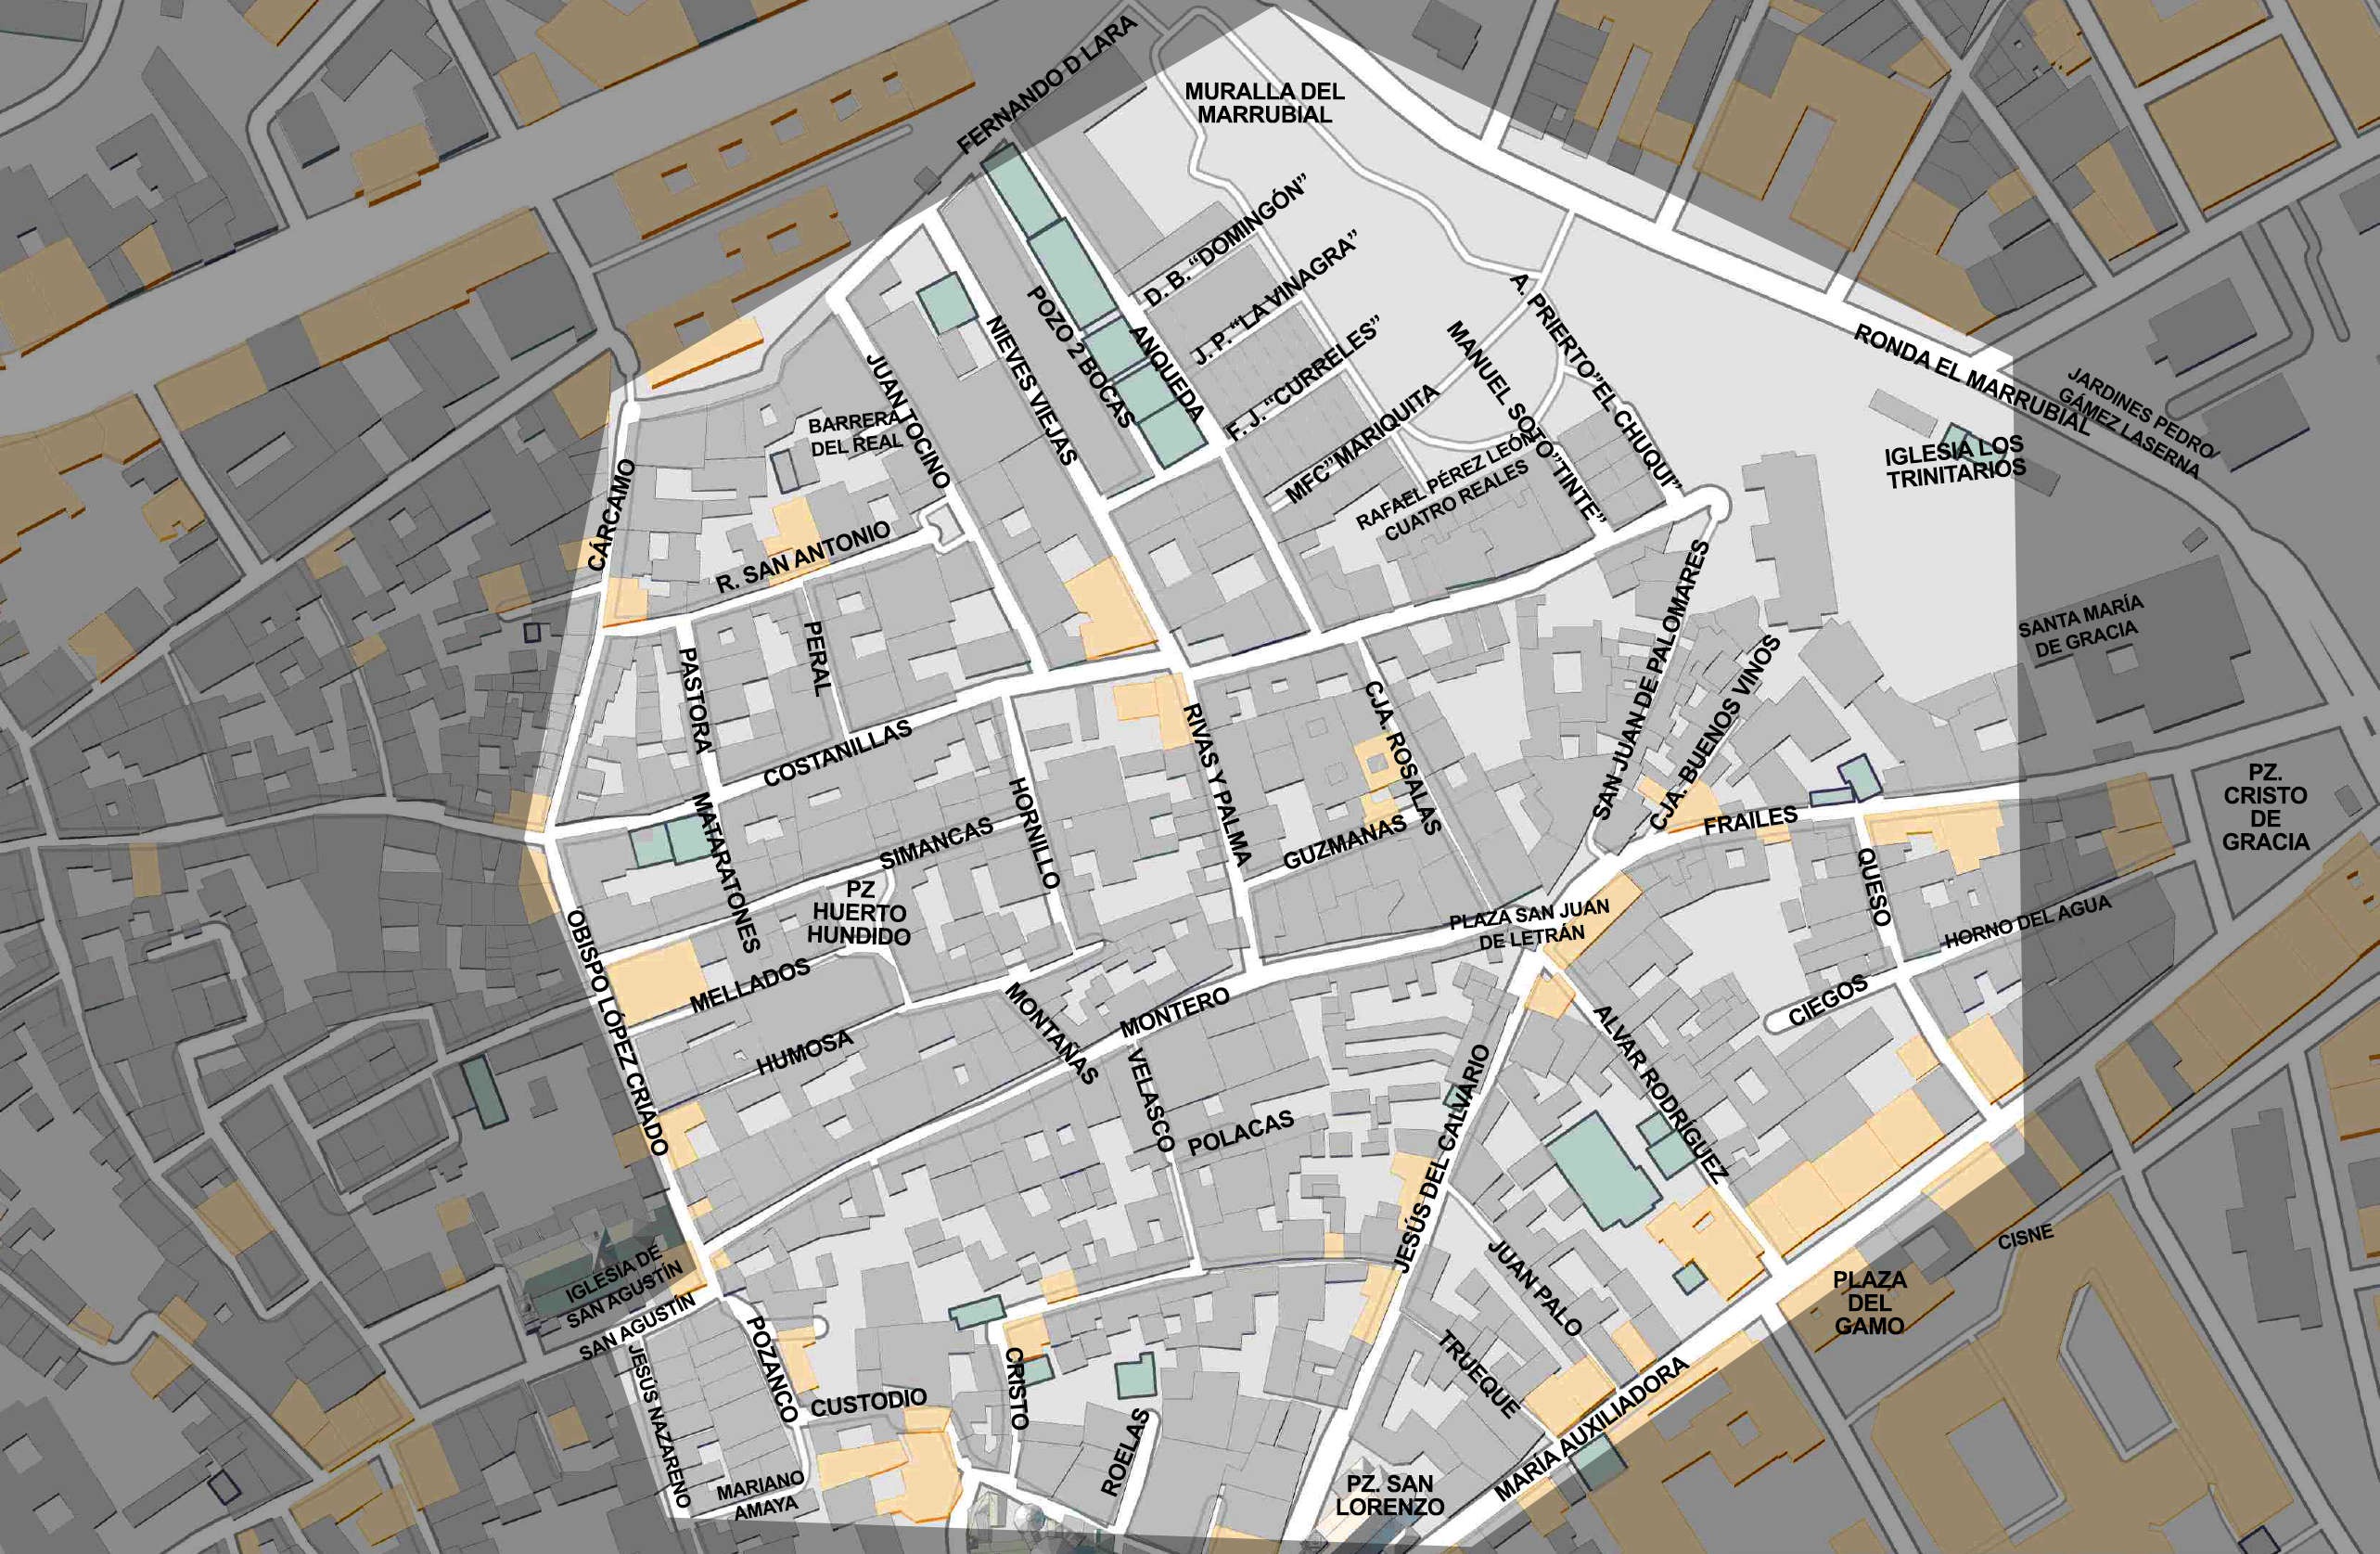 FERNANDO D LARA
MURALLA DEL
MARRUBIAL
D. B. “DOMINGÓN”
J. P. “LA VINAGRA”
F. J. “CURRELES”
MFC”MARIQUITA
A. PRIERTO”EL CHUQUI”
MANUEL SOTO”TINTE”
RAFAEL PÉREZ LEÓN
CUATRO REALES
RONDA EL MARRUBIAL
JARDINES PEDRO
GÁMEZ LASERNA
IGLESIA LOS
TRINITARIOS
POZO 2 BOCAS
ANQUEDA
NIEVES VIEJAS
JUAN TOCINO
BARRERA
DEL REAL
CÁRCAMO
R. SAN ANTONIO
PASTORA
PERAL
COSTANILLAS
SAN JUAN DE PALOMARES
CJA. BUENOS VINOS
SANTA MARÍA
DE GRACIA
PZ.
CRISTO
DE
GRACIA
CJA. ROSALAS
RIVAS Y PALMA
HORNILLO
SIMANCAS
MATARATONES
GUZMANAS
FRAILES
QUESO
HORNO DEL AGUA
CIEGOS
PZ
HUERTO
HUNDIDO
PLAZA SAN JUAN
DE LETRÁN
OBISPO LÓPEZ CRIADO
MELLADOS
HUMOSA
MONTAÑAS
MONTERO
VELASCO
POLACAS
JESÚS DEL CALVARIO
ALVAR RODRÍGUEZ
JUAN PALO
TRUEQUE
CISNE
PLAZA
DEL
GAMO
MARÍA AUXILIADORA
IGLESIA DE
SAN AGUSTÍN
SAN AGUSTÍN
JESÚS NAZARENO
POZANCO
CUSTODIO
CRISTO
ROELAS
MARIANO
AMAYA
PZ. SAN
LORENZO